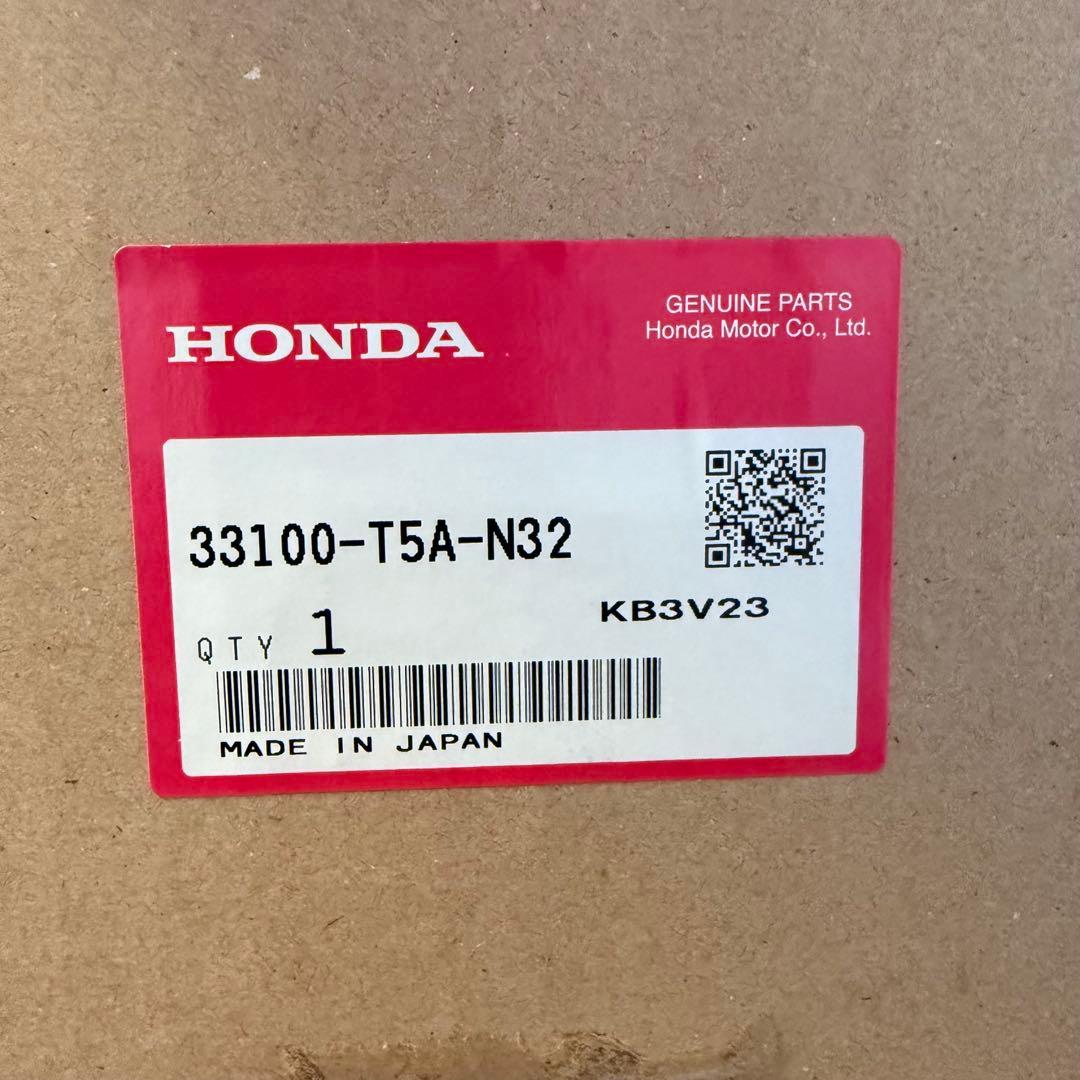 HONDA
GENUINE PARTS
Honda Motor Co., Ltd.
33100-T5A-N32
KB3V23
QTY 1
MADE IN JAPAN